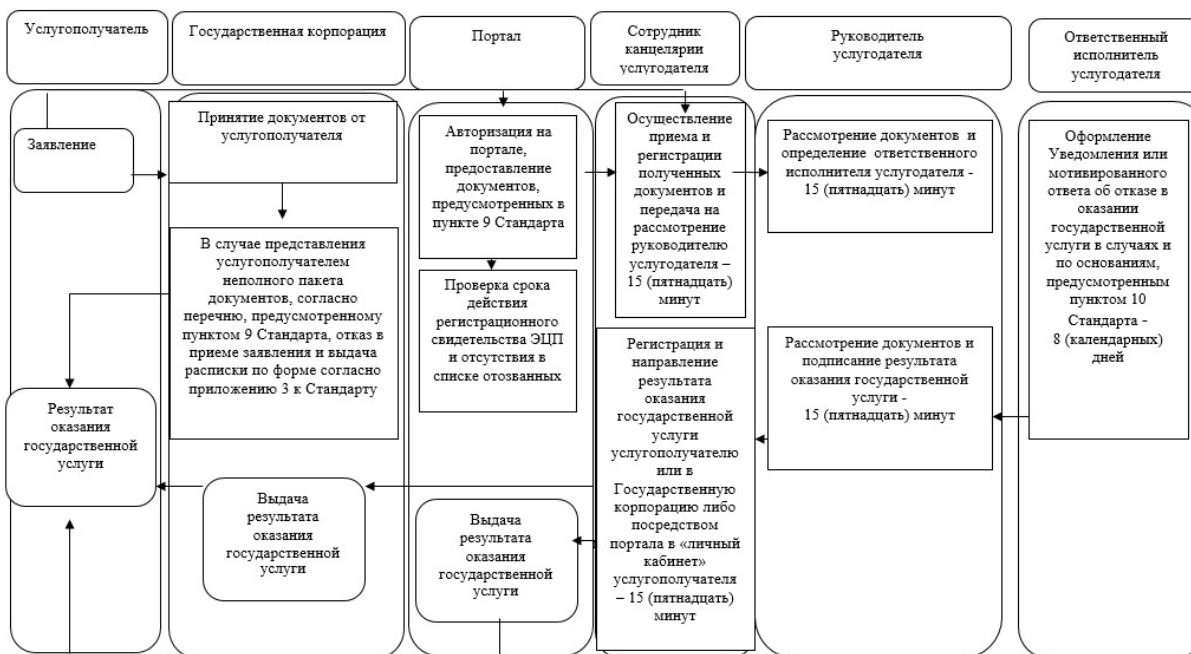 Услугополучатель
Государственная корпорация
Портал
Сотрудник
канцелярии
услугодателя
Руководитель
услугодателя
Ответственный
исполнитель
услугодателя
Заявление
Результат
оказания
государственной
услуги
Принятие документов от
услугополучателя
В случае представления
услугополучателем
неполного пакета
документов, согласно
перечню, предусмотренному
пунктом 9 Стандарта, отказ в
приеме заявления и выдача
расписки по форме согласно
приложению 3 к Стандарту
Выдача
результата
оказания
государственной
услуги
Авторизация на
портале,
предоставление
документов,
предусмотренных в
пункте 9 Стандарта
Проверка срока
действия
регистрационного
свидетельства ЭЦП
и отсутствия в
списке отозванных
Выдача
результата
оказания
государственной
услуги
Осуществление
приема и
регистрации
полученных
документов и
передача на
рассмотрение
руководителю
услугодателя –
15 (пятнадцать)
минут
Регистрация и
направление
результата
оказания
государственной
услуги
услугополучателю
или в
Государственную
корпорацию либо
посредством
портала в «личный
кабинет»
услугополучателя
– 15 (пятнадцать)
минут
Рассмотрение документов и
определение ответственного
исполнителя услугодателя -
15 (пятнадцать) минут
Рассмотрение документов и
подписание результата
оказания государственной
услуги -
15 (пятнадцать) минут
Оформление
Уведомления или
мотивированного
ответа об отказе в
оказании
государственной
услуги в случаях и
по основаниям,
предусмотренным
пунктом 10
Стандарта -
8 (календарных)
дней